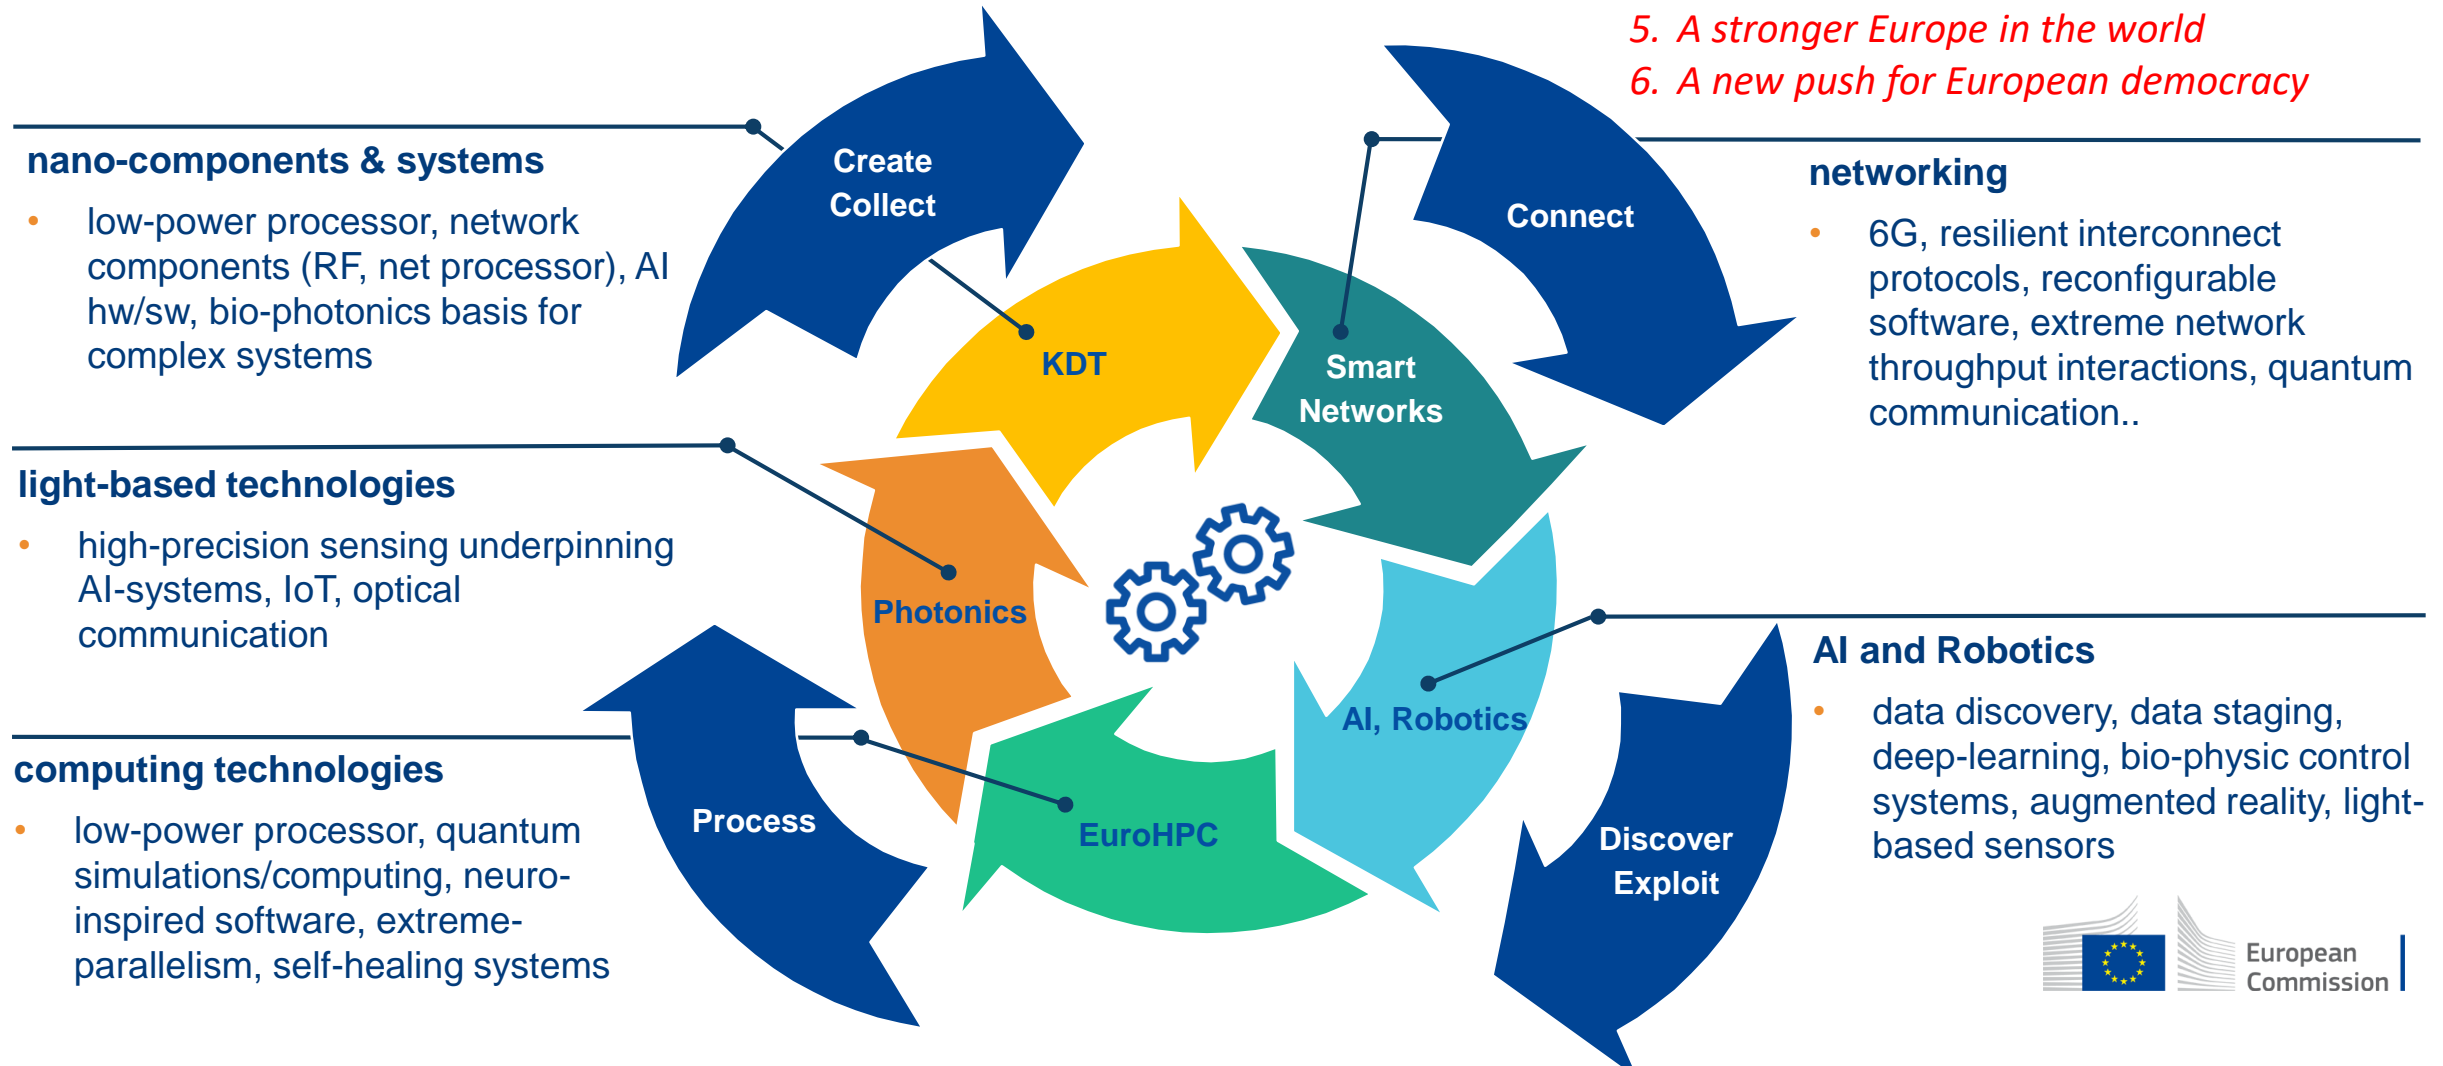 5. A stronger Europe in the world
6. A new push for European democracy
nano-components & systems
• low-power processor, network
components (RF, net processor), AI
hw/sw, bio-photonics basis for
complex systems
light-based technologies
• high-precision sensing underpinning
AI-systems, IoT, optical
communication
computing technologies
• low-power processor, quantum
simulations/computing, neuro-
inspired software, extreme-
parallelism, self-healing systems
Create
Collect
Connect
KDT
Smart
Networks
Photonics
AI, Robotics
EuroHPC
Process
Discover
Exploit
networking
• 6G, resilient interconnect
protocols, reconfigurable
software, extreme network
throughput interactions, quantum
communication..
AI and Robotics
• data discovery, data staging,
deep-learning, bio-physic control
systems, augmented reality, light-
based sensors
European
Commission